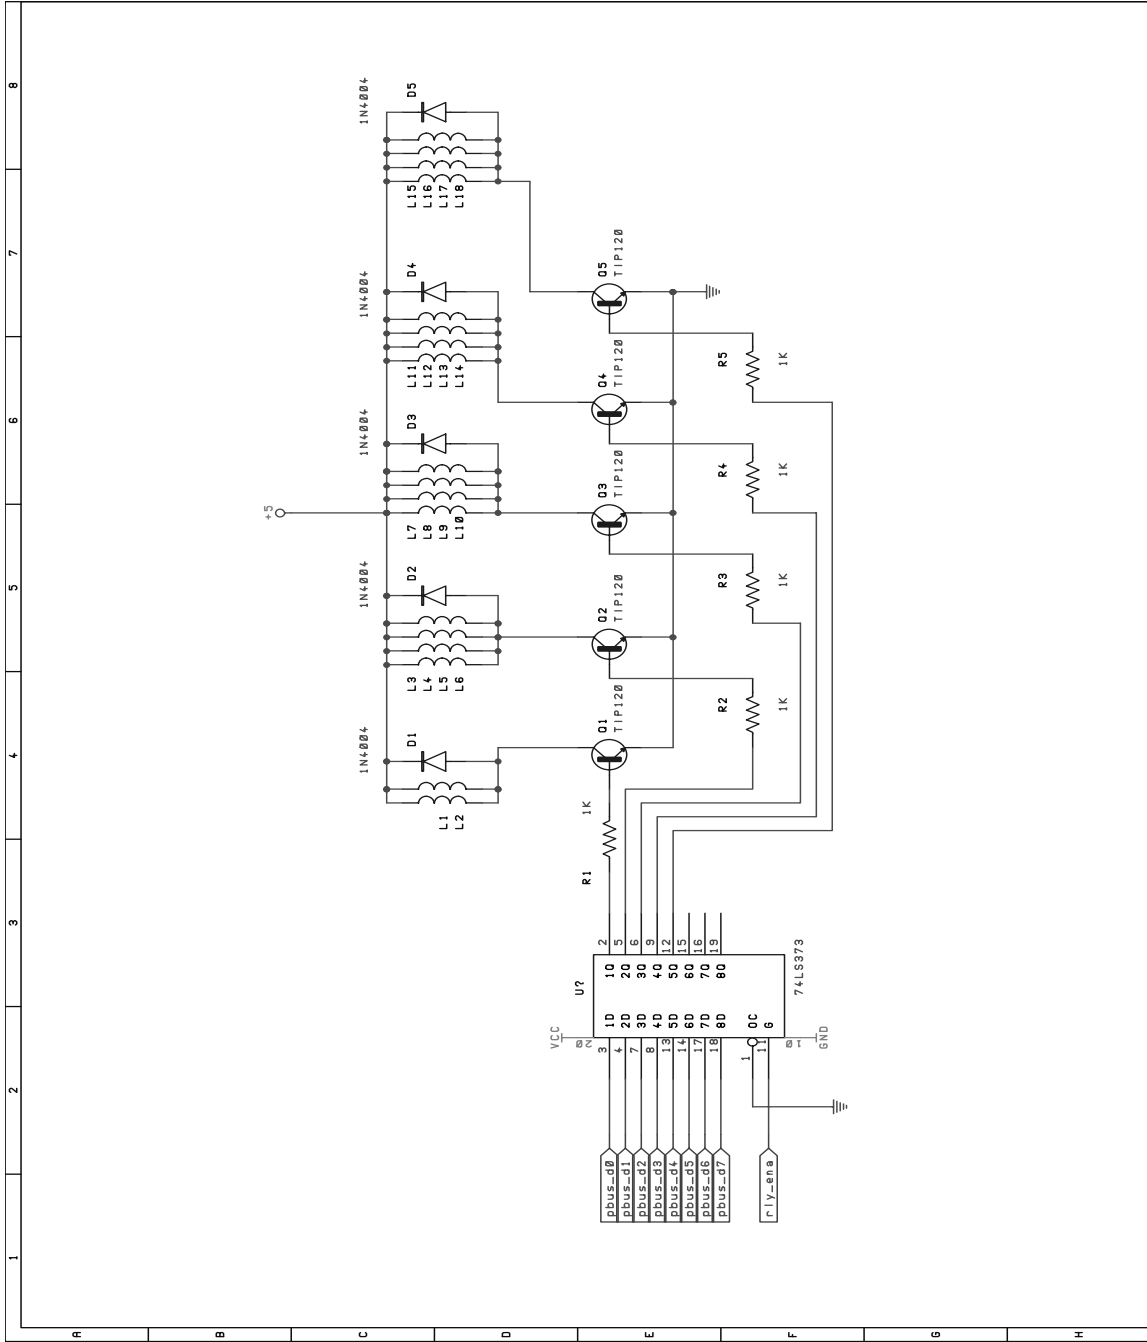 8
7
6
5
4
3
2
1
A
B
C
D
E
F
G
H
+5
1N4004
1N4004
1N4004
1N4004
1N4004
D1
D2
D3
D4
D5
L1
L2
L3
L4
L5
L6
L7
L8
L9
L10
L11
L12
L13
L14
L15
L16
L17
L18
Q1
TIP120
Q2
TIP120
Q3
TIP120
Q4
TIP120
Q5
TIP120
R1
1K
R2
1K
R3
1K
R4
1K
R5
1K
U?
74LS373
VCC
20
GND
10
3 1D 1Q 2
4 2D 2Q 5
7 3D 3Q 6
8 4D 4Q 9
13 5D 5Q 12
14 6D 6Q 15
17 7D 7Q 16
18 8D 8Q 19
1 OC
11 G
pbus_d0
pbus_d1
pbus_d2
pbus_d3
pbus_d4
pbus_d5
pbus_d6
pbus_d7
rly_ena